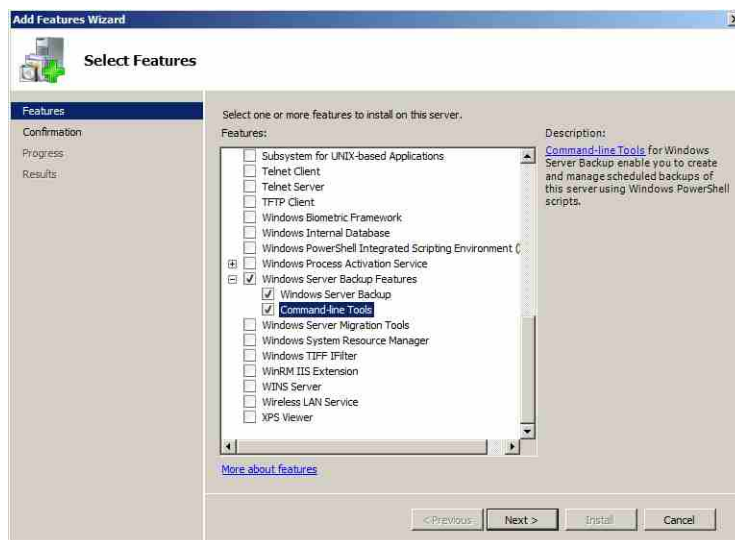 Add Features Wizard
Select Features
Features
Confirmation
Progress
Results
Select one or more features to install on this server.
Features:
Subsystem for UNIX-based Applications
Telnet Client
Telnet Server
TFTP Client
Windows Biometric Framework
Windows Internal Database
Windows PowerShell Integrated Scripting Environment (
Windows Process Activation Service
Windows Server Backup Features
Windows Server Backup
Command-line Tools
Windows Server Migration Tools
Windows System Resource Manager
Windows TIFF IFilter
WinRM IIS Extension
WINS Server
Wireless LAN Service
XPS Viewer
More about features
Description:
Command-line Tools for Windows
Server Backup enable you to create
and manage scheduled backups of
this server using Windows PowerShell
scripts.
< Previous
Next >
Install
Cancel